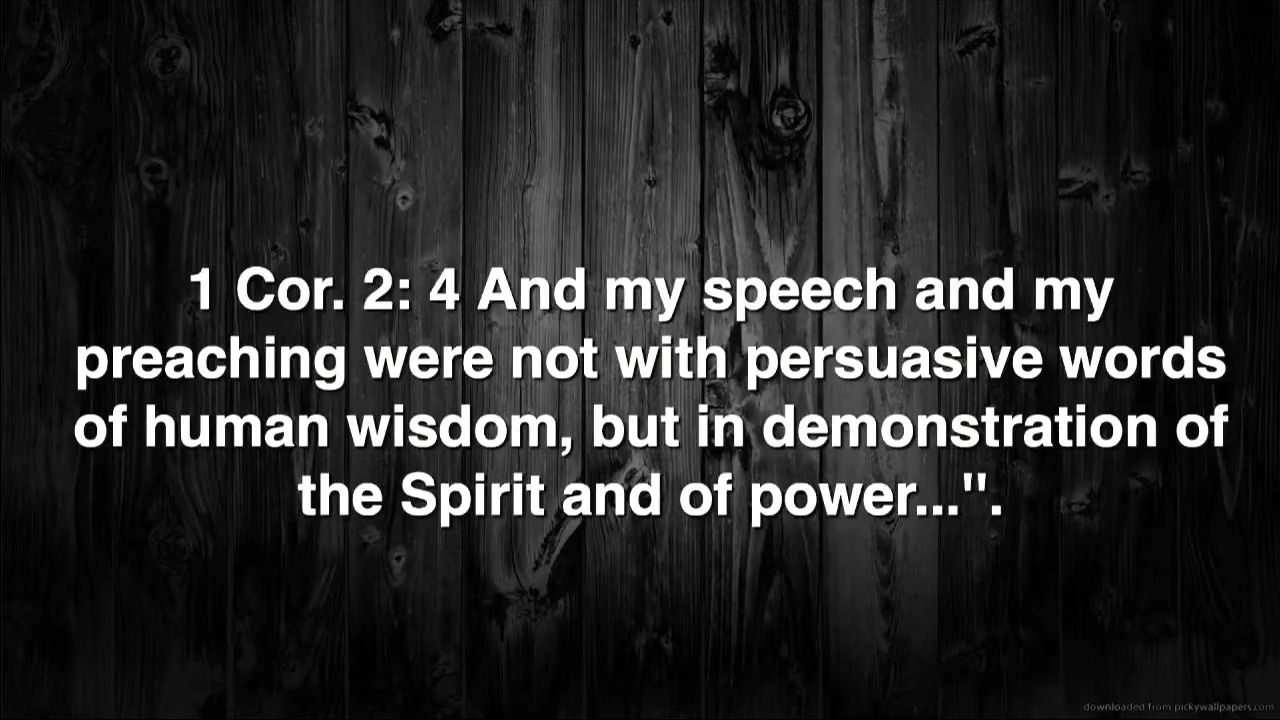 1 Cor. 2: 4 And my speech and my
preaching were not with persuasive words
of human wisdom, but in demonstration of
the Spirit and of power...".
downloaded from pickywallpapers.com